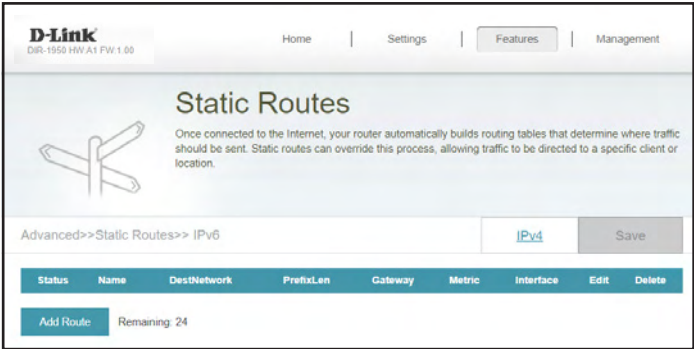 D-Link
DIR-1950 HW:A1 FW:1.00
Home | Settings | Features | Management
Static Routes
Once connected to the Internet, your router automatically builds routing tables that determine where traffic
should be sent. Static routes can override this process, allowing traffic to be directed to a specific client or
location.
Advanced>>Static Routes>> IPv6
IPv4
Save
Status Name DestNetwork PrefixLen Gateway Metric Interface Edit Delete
Add Route Remaining: 24